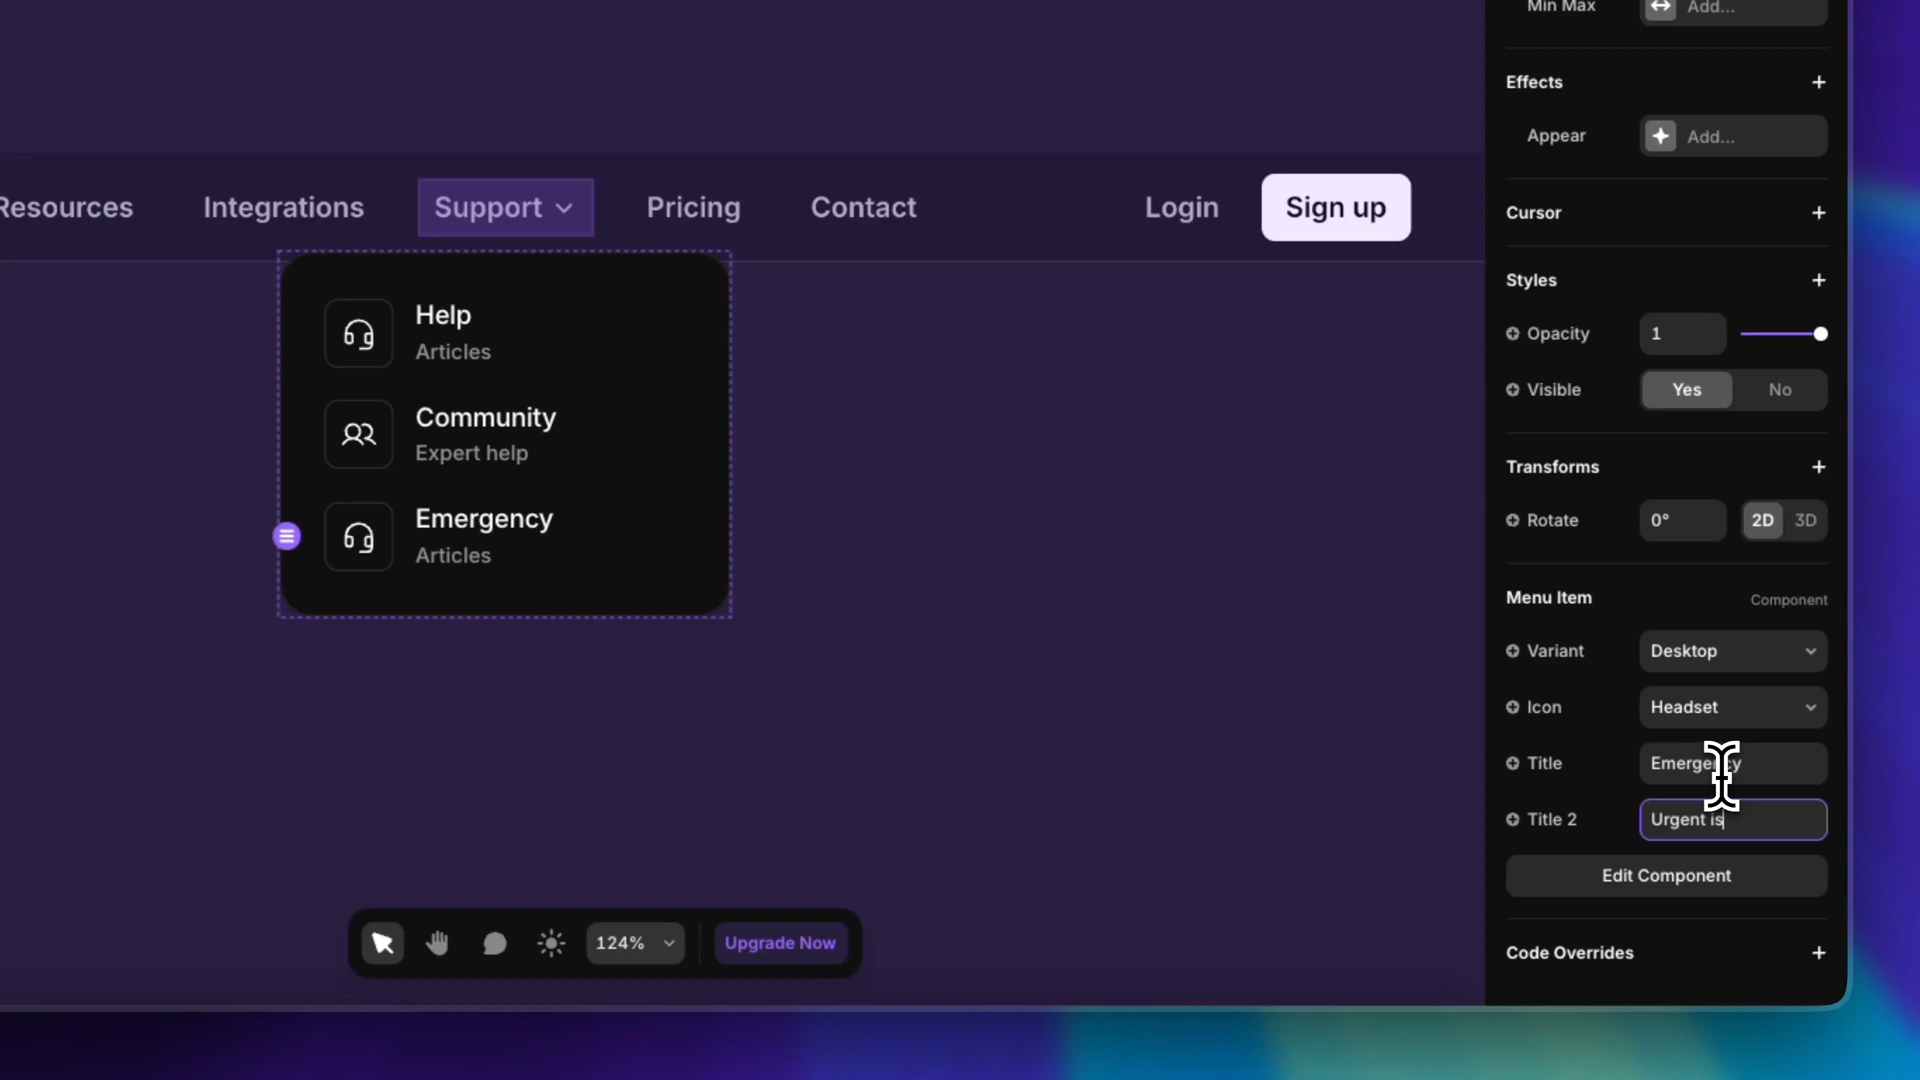 Resources Integrations Support Pricing Contact Login Sign up
Help
Articles
Community
Expert help
Emergency
Articles
124% Upgrade Now
Min Max Add...
Effects
Appear Add...
Cursor
Styles
Opacity 1
Visible Yes No
Transforms
Rotate 0° 2D 3D
Menu Item Component
Variant Desktop
Icon Headset
Title Emergency
Title 2 Urgent is
Edit Component
Code Overrides